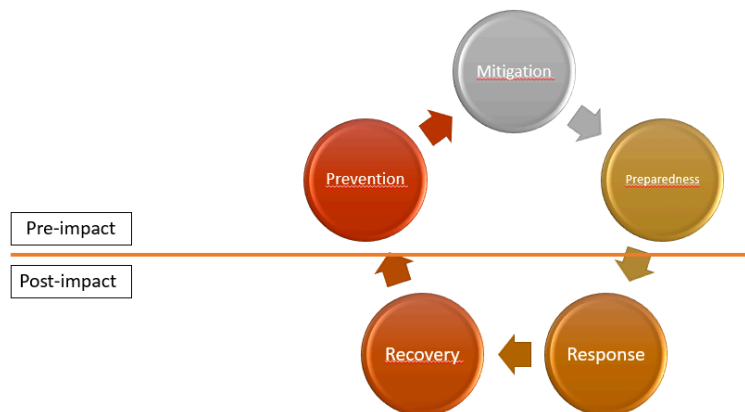 Mitigation
Prevention
Preparedness
Pre-impact
Post-impact
Recovery
Response